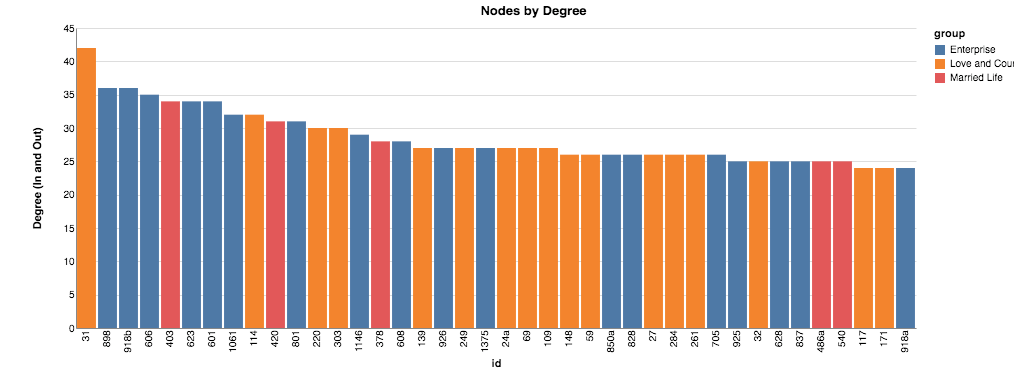 Nodes by Degree
45
40
35
30
25
20
15
10
5
0
Degree (In and Out)
31 898 918b 606 403 623 601 1061 114 420 801 220 303 1146 378 608 139 926 249 1375 24a 69 109 148 59 850a 828 27 284 261 705 925 32 628 837 486a 540 117 171 918a
id
group
Enterprise
Love and Cour
Married Life